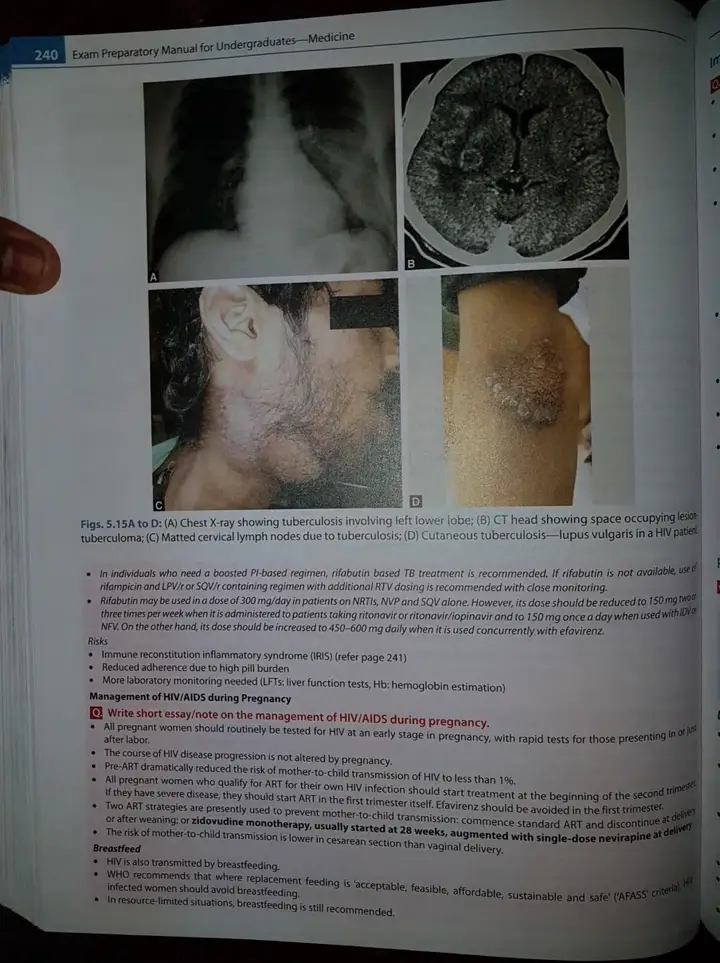 240 Exam Preparatory Manual for Undergraduates—Medicine
A
B
C
D
Figs. 5.15A to D: (A) Chest X-ray showing tuberculosis involving left lower lobe; (B) CT head showing space occupying lesion
tuberculoma; (C) Matted cervical lymph nodes due to tuberculosis; (D) Cutaneous tuberculosis—lupus vulgaris in a HIV patient
• In individuals who need a boosted PI-based regimen, rifabutin based TB treatment is recommended. If rifabutin is not available, use of
rifampicin and LPV/r or SQV/r containing regimen with additional RTV dosing is recommended with close monitoring.
• Rifabutin may be used in a dose of 300 mg/day in patients on NRTIs, NVP and SQV alone. However, its dose should be reduced to 150 mg two or
three times per week when it is administered to patients taking ritonavir or ritonavir/lopinavir and to 150 mg once a day when used with IDV or
NFV. On the other hand, its dose should be increased to 450–600 mg daily when it is used concurrently with efavirenz.
Risks
• Immune reconstitution inflammatory syndrome (IRIS) (refer page 241)
• Reduced adherence due to high pill burden
• More laboratory monitoring needed (LFTs: liver function tests, Hb: hemoglobin estimation)
Management of HIV/AIDS during Pregnancy
Q. Write short essay/note on the management of HIV/AIDS during pregnancy.
• All pregnant women should routinely be tested for HIV at an early stage in pregnancy, with rapid tests for those presenting in or just
after labor.
• The course of HIV disease progression is not altered by pregnancy.
• Pre-ART dramatically reduced the risk of mother-to-child transmission of HIV to less than 1%.
• All pregnant women who qualify for ART for their own HIV infection should start treatment at the beginning of the second trimester.
If they have severe disease, they should start ART in the first trimester itself. Efavirenz should be avoided in the first trimester.
• Two ART strategies are presently used to prevent mother-to-child transmission: commence standard ART and discontinue at delivery
or after weaning; or zidovudine monotherapy, usually started at 28 weeks, augmented with single-dose nevirapine at delivery.
• The risk of mother-to-child transmission is lower in cesarean section than vaginal delivery.
Breastfeed
• HIV is also transmitted by breastfeeding.
• WHO recommends that where replacement feeding is 'acceptable, feasible, affordable, sustainable and safe' ('AFASS' criteria), HIV
infected women should avoid breastfeeding.
• In resource-limited situations, breastfeeding is still recommended.